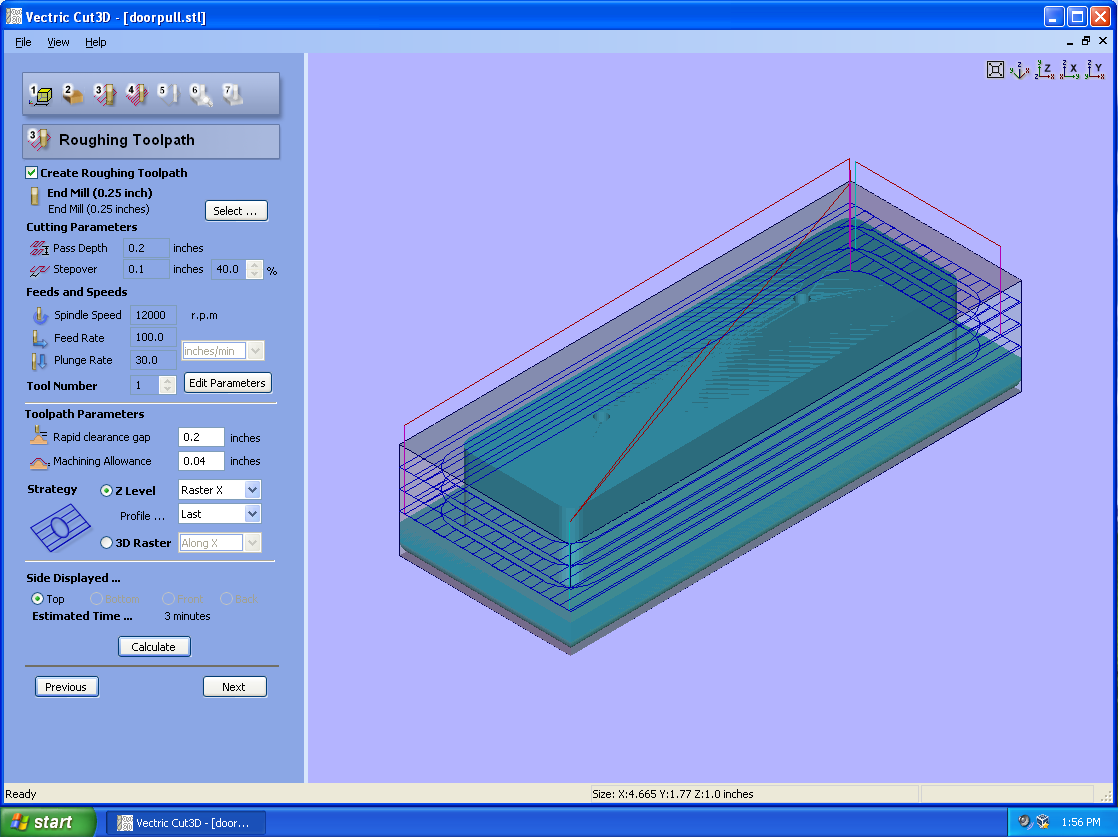 Vectric Cut3D - [doorpull.stl]
File View Help
1 2 3 4 5 6 7
Z X Y
3 Roughing Toolpath
Create Roughing Toolpath
End Mill (0.25 inch)
End Mill (0.25 inches)
Select ...
Cutting Parameters
Pass Depth 0.2 inches
Stepover 0.1 inches 40.0 %
Feeds and Speeds
Spindle Speed 12000 r.p.m
Feed Rate 100.0
inches/min
Plunge Rate 30.0
Tool Number 1 Edit Parameters
Toolpath Parameters
Rapid clearance gap 0.2 inches
Machining Allowance 0.04 inches
Strategy Z Level Raster X
Profile ... Last
3D Raster Along X
Side Displayed ...
Top Bottom Front Back
Estimated Time ... 3 minutes
Calculate
Previous Next
Ready Size: X:4.665 Y:1.77 Z:1.0 inches
start Vectric Cut3D - [door... 1:56 PM